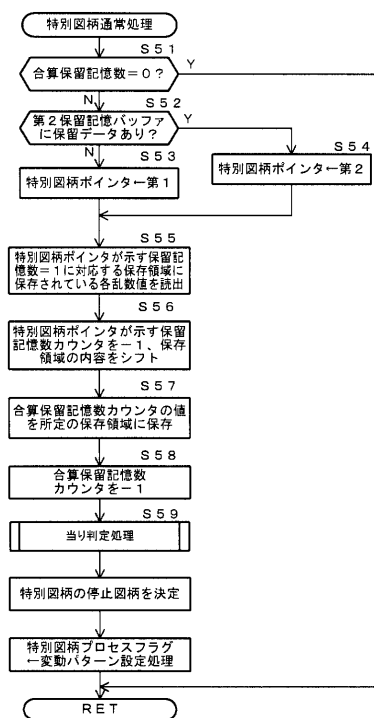 特別図柄通常処理
S51
合算保留記憶数=0?
Y
N
S52
第2保留記憶バッファ
に保留データあり?
Y
N
S53
特別図柄ポインタ←第1
S54
特別図柄ポインタ←第2
S55
特別図柄ポインタが示す保留記
憶数=1に対応する保存領域に
保存されている各乱数値を読出
S56
特別図柄ポインタが示す保留
記憶数カウンタを-1、保存
領域の内容をシフト
S57
合算保留記憶数カウンタの値
を所定の保存領域に保存
S58
合算保留記憶数
カウンタを-1
S59
当り判定処理
特別図柄の停止図柄を決定
特別図柄プロセスフラグ
←変動パターン設定処理
RET